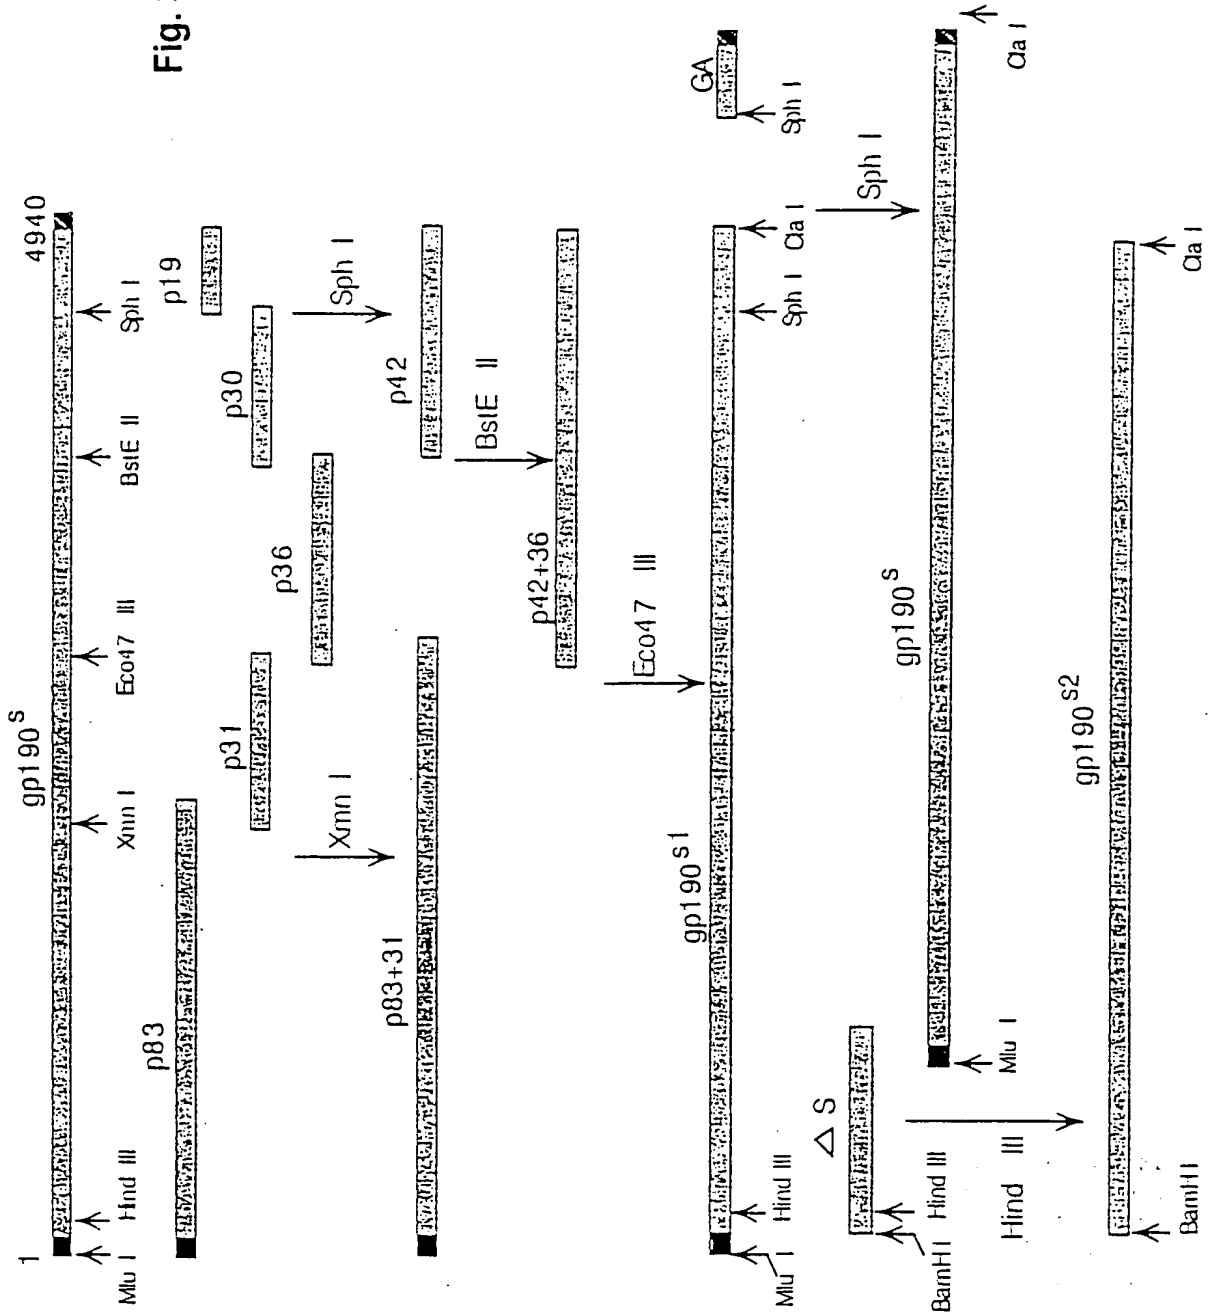 Fig.
1
gp190S
4940
Mlu I
Hind III
Xmn I
Eco47 III
BstE II
Sph I
p83
p31
p36
p30
p19
Xmn I
Sph I
p83+31
p42
BstE II
p42+36
Eco47 III
gp190S1
GA
Mlu I
Hind III
Sph I
Cla I
Sph I
△S
Sph I
BamHI
Hind III
gp190S
Hind III
Mlu I
Cla I
gp190S2
BamHI
Cla I